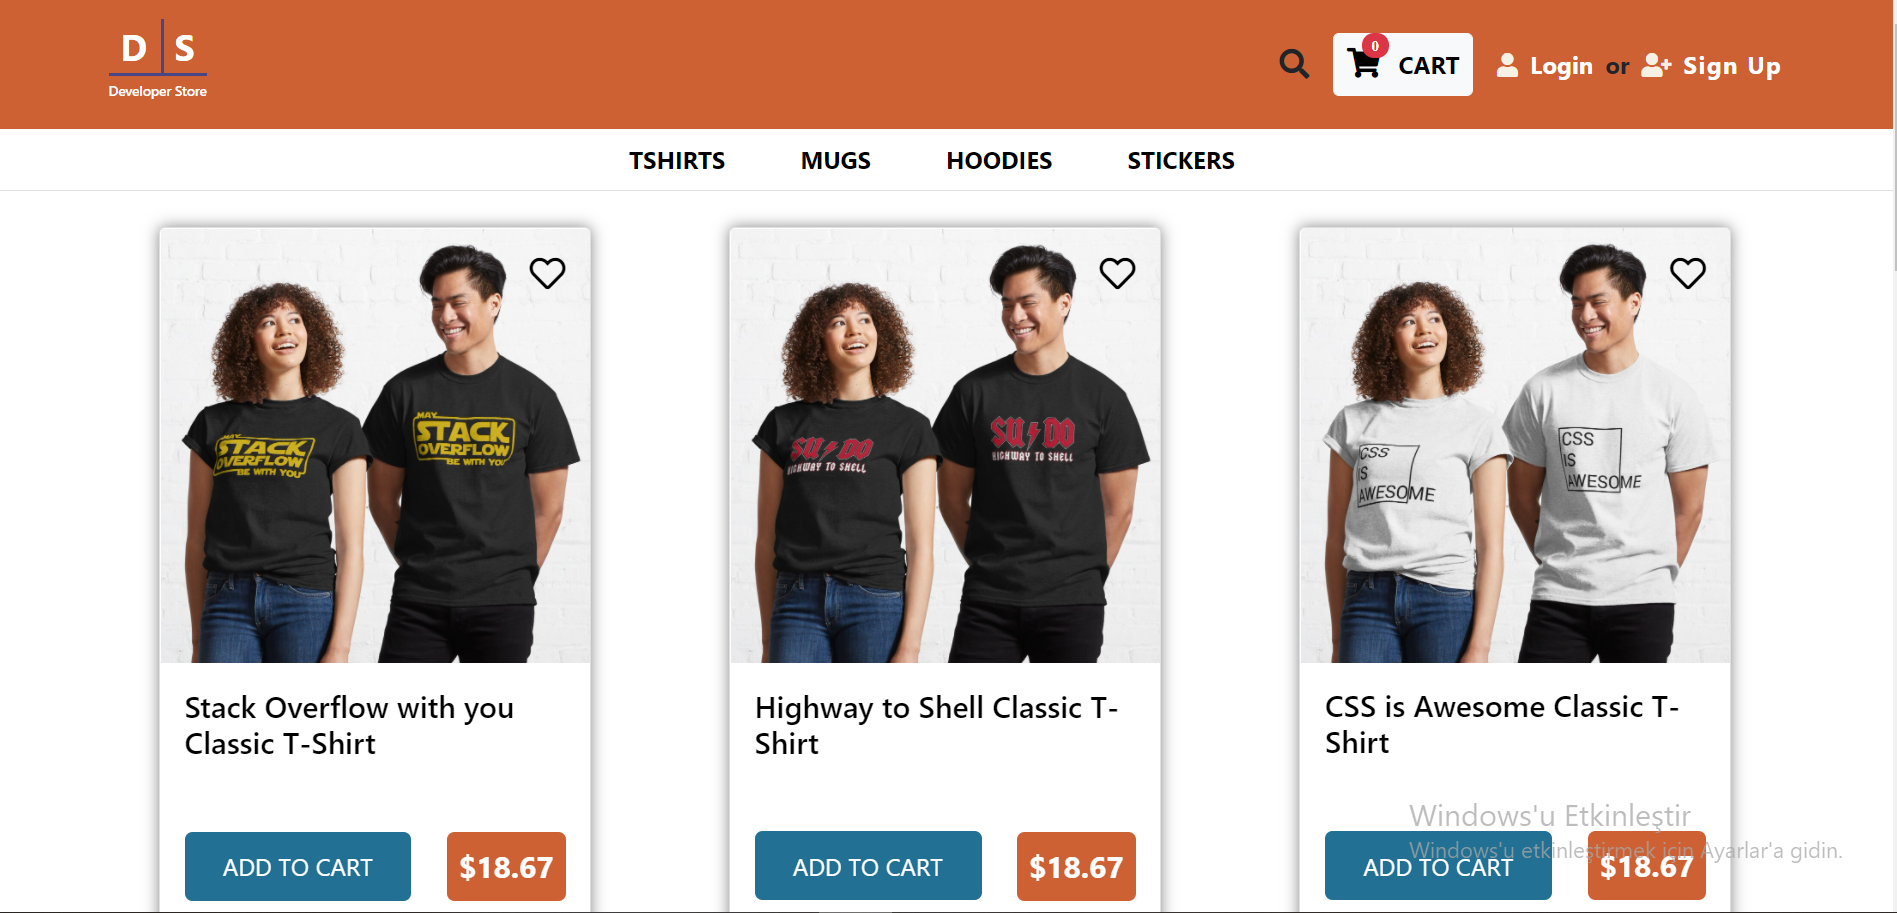 D S
Developer Store
0
CART
Login or Sign Up
TSHIRTS MUGS HOODIES STICKERS
MAY
STACK
OVERFLOW
BE WITH YOU
MAY
STACK
OVERFLOW
BE WITH YOU
SU DO
HIGHWAY TO SHELL
SU DO
HIGHWAY TO SHELL
CSS
IS
AWESOME
CSS
IS
AWESOME
Stack Overflow with you
Classic T-Shirt
ADD TO CART
$18.67
Highway to Shell Classic T-
Shirt
ADD TO CART
$18.67
CSS is Awesome Classic T-
Shirt
ADD TO CART
$18.67
Windows'u Etkinleştir
Windows'u etkinleştirmek için Ayarlar'a gidin.